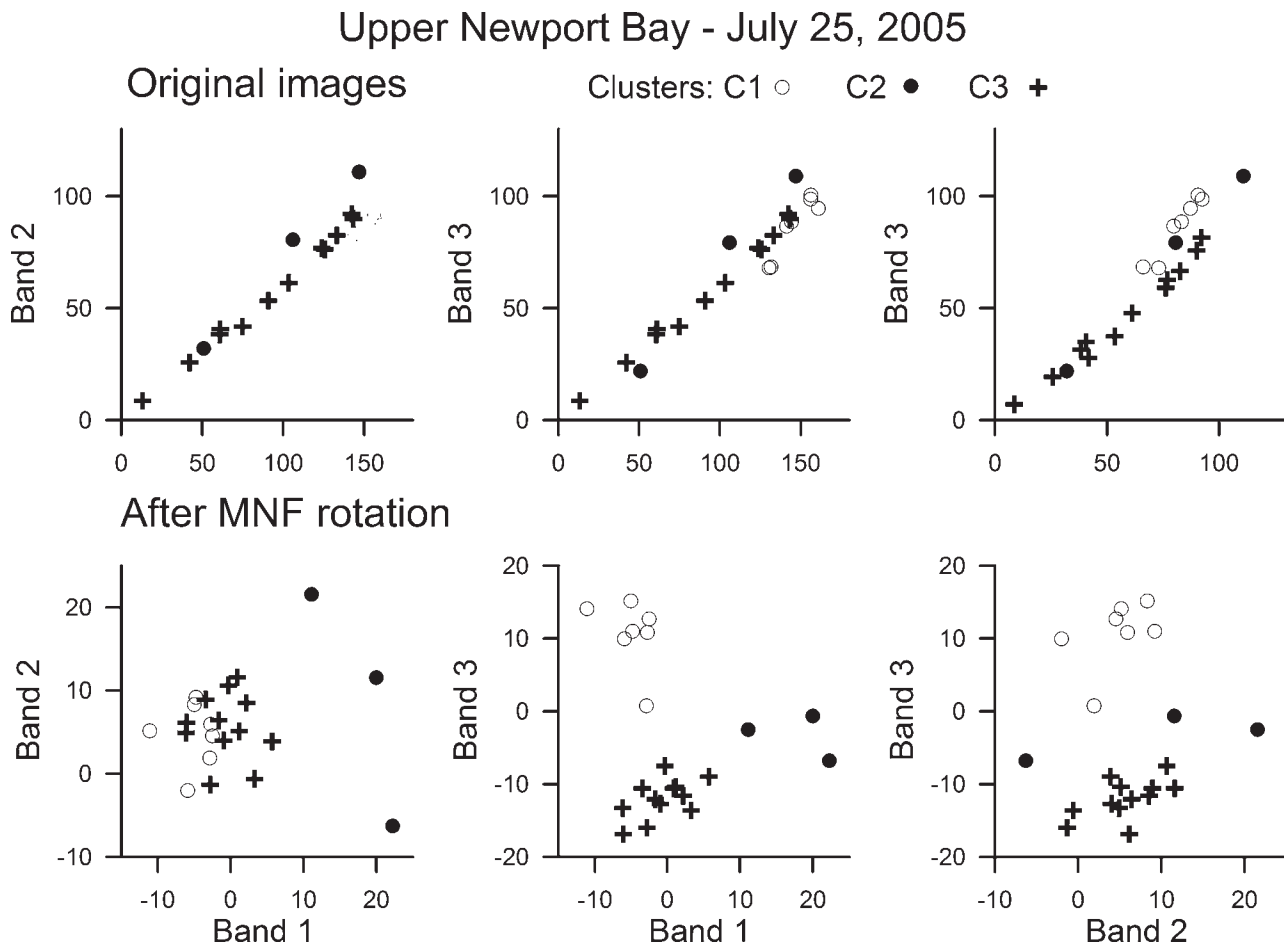 Upper Newport Bay - July 25, 2005
Original images
Clusters: C1 C2 C3
Band 2
100
50
0
0 50 100 150
Band 3
100
50
0
0 50 100 150
Band 3
100
50
0
0 50 100
After MNF rotation
Band 2
20
10
0
-10
-10 0 10 20
Band 1
Band 3
20
10
0
-10
-20
-10 0 10 20
Band 1
Band 3
20
10
0
-10
-20
-10 0 10 20
Band 2